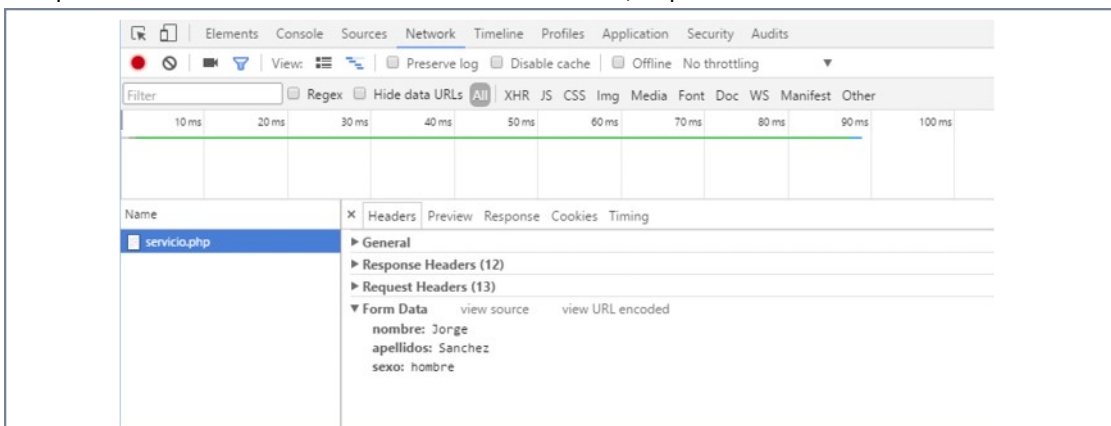 Elements Console Sources Network Timeline Profiles Application Security Audits
View: Preserve log Disable cache Offline No throttling
Filter Regex Hide data URLs All XHR JS CSS Img Media Font Doc WS Manifest Other
10 ms 20 ms 30 ms 40 ms 50 ms 60 ms 70 ms 80 ms 90 ms 100 ms
Name Headers Preview Response Cookies Timing
servicio.php General
Response Headers (12)
Request Headers (13)
Form Data view source view URL encoded
nombre: Jorge
apellidos: Sanchez
sexo: hombre